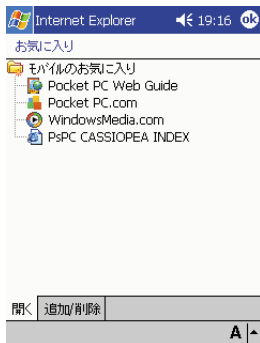 Internet Explorer 19:16 ok
お気に入り
モバイルのお気に入り
Pocket PC Web Guide
Pocket PC.com
WindowsMedia.com
PsPC CASSIOPEA INDEX
開く 追加/削除
A